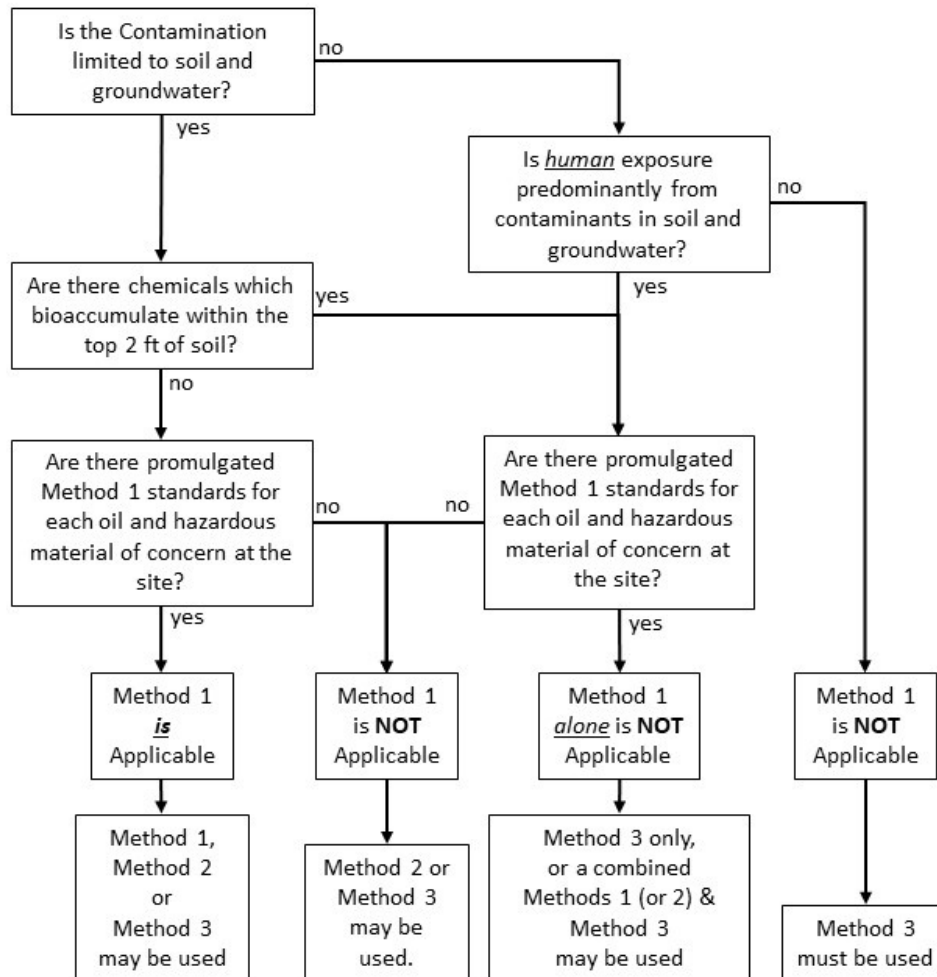 Is the Contamination
limited to soil and
groundwater?
no
yes
Is human exposure
predominantly from
contaminants in soil and
groundwater?
no
yes
Are there chemicals which
bioaccumulate within the
top 2 ft of soil?
yes
no
Are there promulgated
Method 1 standards for
each oil and hazardous
material of concern at the
site?
no
yes
Are there promulgated
Method 1 standards for
each oil and hazardous
material of concern at
the site?
no
yes
Method 1
is
Applicable
Method 1
is NOT
Applicable
Method 1
alone is NOT
Applicable
Method 1
is NOT
Applicable
Method 1,
Method 2
or
Method 3
may be used
Method 2 or
Method 3
may be
used.
Method 3 only,
or a combined
Methods 1 (or 2) &
Method 3
may be used
Method 3
must be used